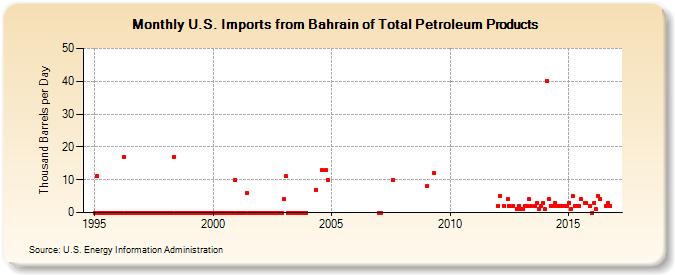 Monthly U.S. Imports from Bahrain of Total Petroleum Products
Thousand Barrels per Day
50
40
30
20
10
0
1995 2000 2005 2010 2015
Source: U.S. Energy Information Administration